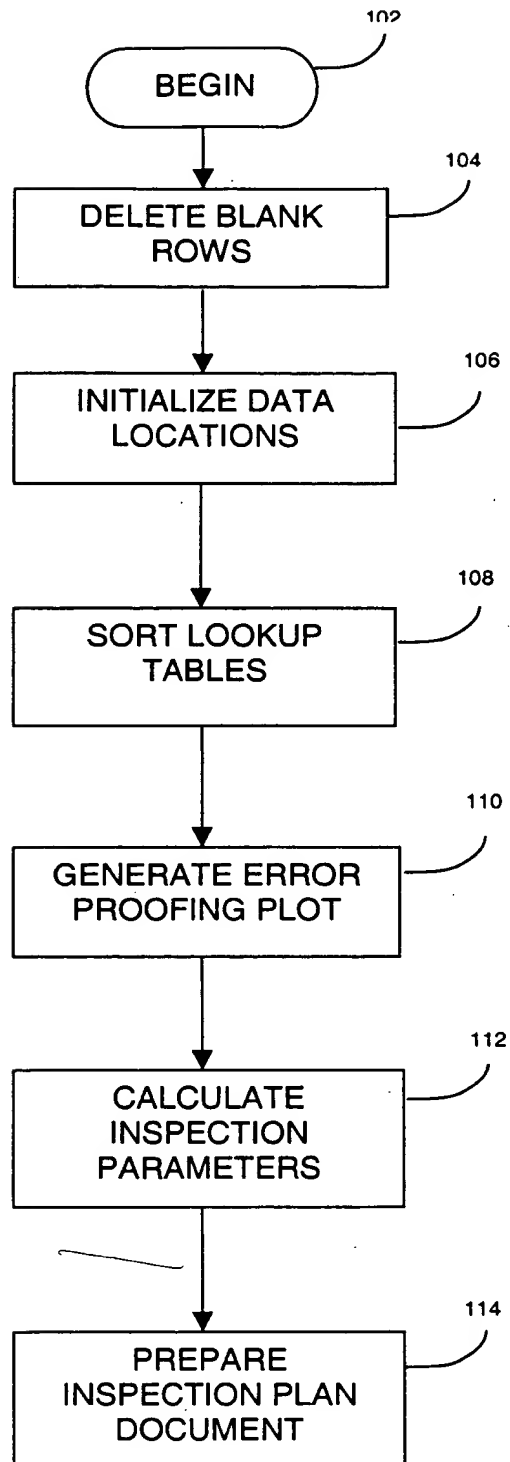 102
BEGIN
104
DELETE BLANK
ROWS
106
INITIALIZE DATA
LOCATIONS
108
SORT LOOKUP
TABLES
110
GENERATE ERROR
PROOFING PLOT
112
CALCULATE
INSPECTION
PARAMETERS
114
PREPARE
INSPECTION PLAN
DOCUMENT